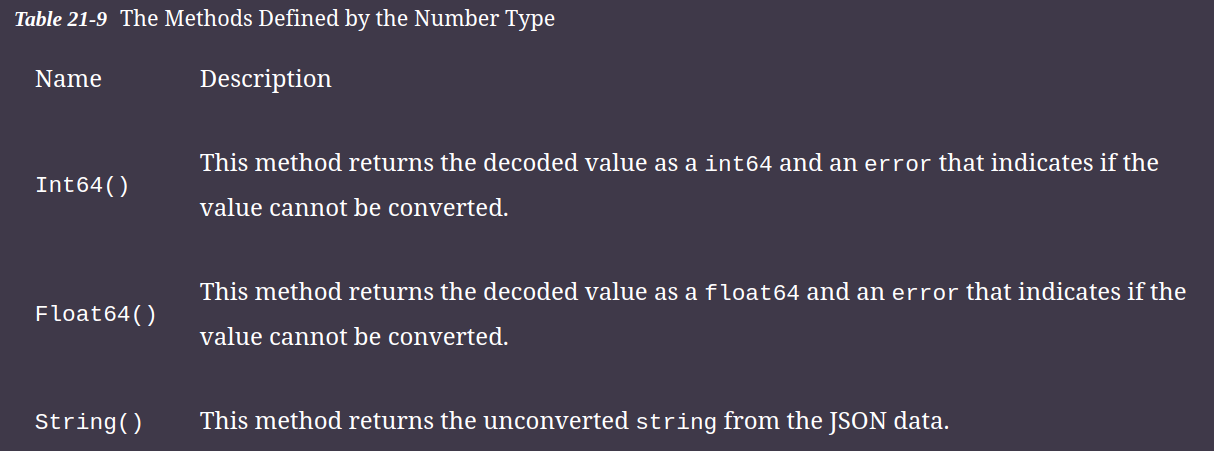 Table 21-9 The Methods Defined by the Number Type
Name Description
This method returns the decoded value as a int64 and an error that indicates if the
Int64()
value cannot be converted.
This method returns the decoded value as a float64 and an error that indicates if the
Float64()
value cannot be converted.
String() This method returns the unconverted string from the JSON data.